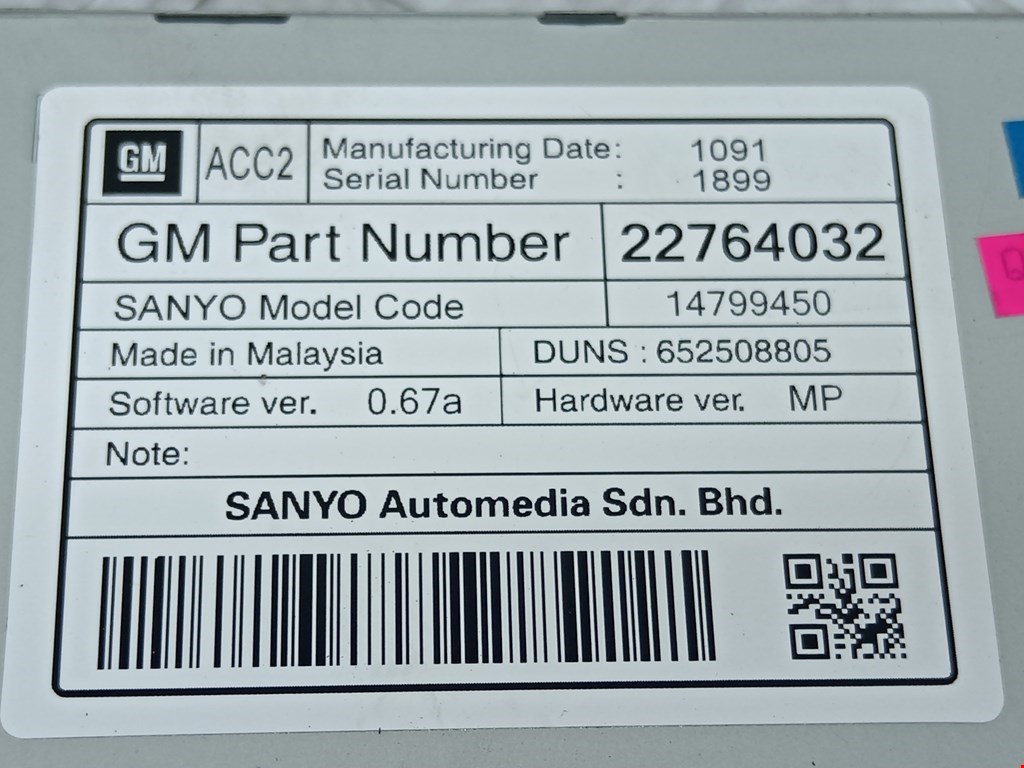 GM ACC2 Manufacturing Date: 1091
Serial Number : 1899
GM Part Number 22764032
SANYO Model Code 14799450
Made in Malaysia DUNS : 652508805
Software ver. 0.67a Hardware ver. MP
Note:
SANYO Automedia Sdn. Bhd.